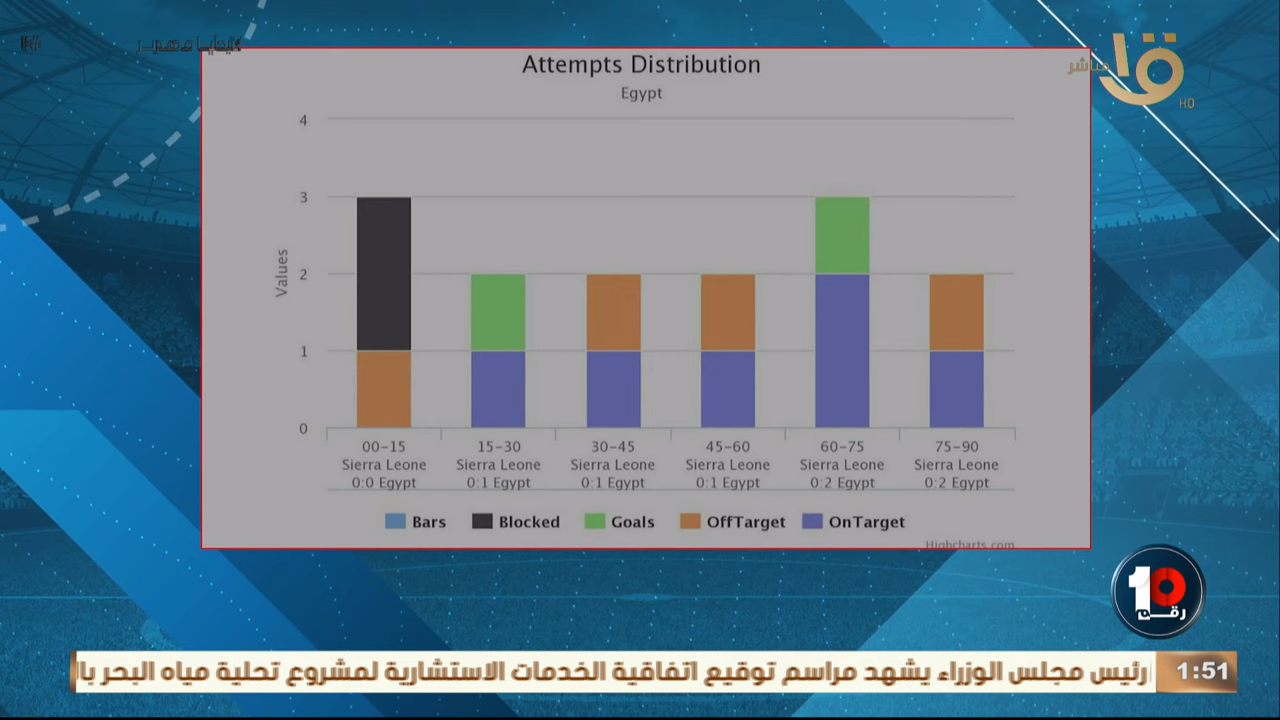 Attempts Distribution
Egypt
مباشر
HD
4
3
2
1
0
Values
00-15
Sierra Leone
0:0 Egypt
15-30
Sierra Leone
0:1 Egypt
30-45
Sierra Leone
0:1 Egypt
45-60
Sierra Leone
0:1 Egypt
60-75
Sierra Leone
0:2 Egypt
75-90
Sierra Leone
0:2 Egypt
Bars
Blocked
Goals
OffTarget
OnTarget
Highcharts.com
رقم 10
رئيس مجلس الوزراء يشهد مراسم توقيع اتفاقية الخدمات الاستشارية لمشروع تحلية مياه البحر
1:51